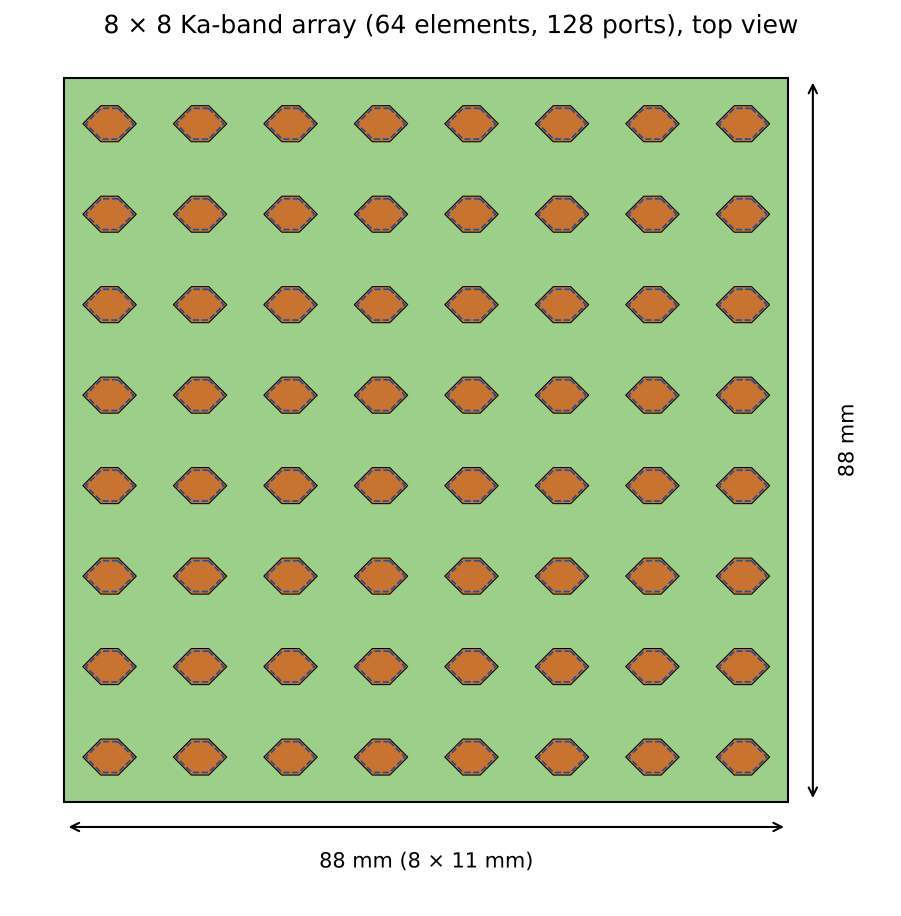 8 × 8 Ka-band array (64 elements, 128 ports), top view
88 mm
88 mm (8 × 11 mm)